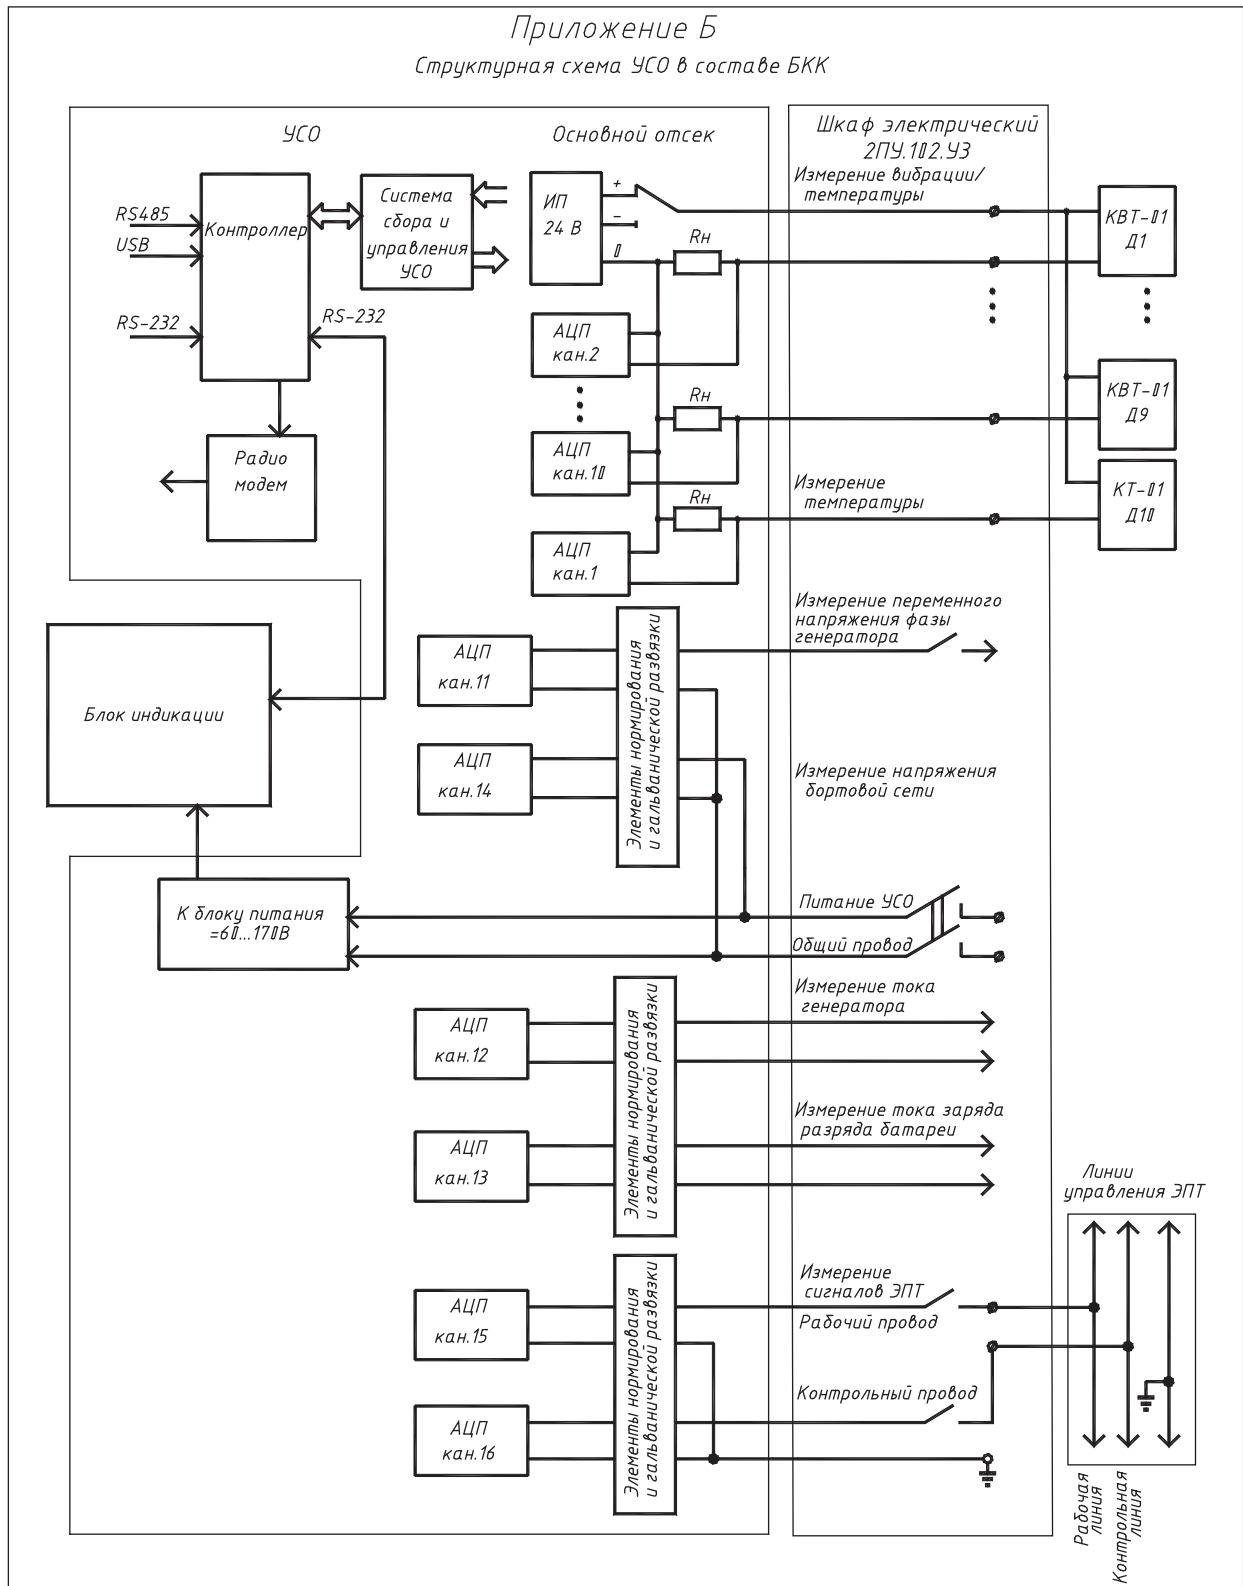 Приложение Б
Структурная схема УСО в составе БКК
УСО
Основной отсек
Шкаф электрический
2ПУ.102.УЗ
RS485
USB
RS-232
Контроллер
RS-232
Система
сбора и
управления
УСО
ИП
24 В
+
−
0
Rн
Измерение вибрации/
температуры
КВТ-01
Д1
АЦП
кан.2
Rн
КВТ-01
Д9
АЦП
кан.10
Радио
модем
Rн
Измерение
температуры
КТ-01
Д10
АЦП
кан.1
Измерение переменного
напряжения фазы
генератора
АЦП
кан.11
Элементы нормирования
и гальванической развязки
Блок индикации
АЦП
кан.14
Измерение напряжения
бортовой сети
К блоку питания
=60...170В
Питание УСО
Общий провод
Измерение тока
генератора
АЦП
кан.12
Элементы нормирования
и гальванической развязки
АЦП
кан.13
Измерение тока заряда
разряда батареи
Линии
управления ЭПТ
АЦП
кан.15
Элементы нормирования
и гальванической развязки
Измерение
сигналов ЭПТ
Рабочий провод
Контрольный провод
АЦП
кан.16
Рабочая
линия
Контрольная
линия